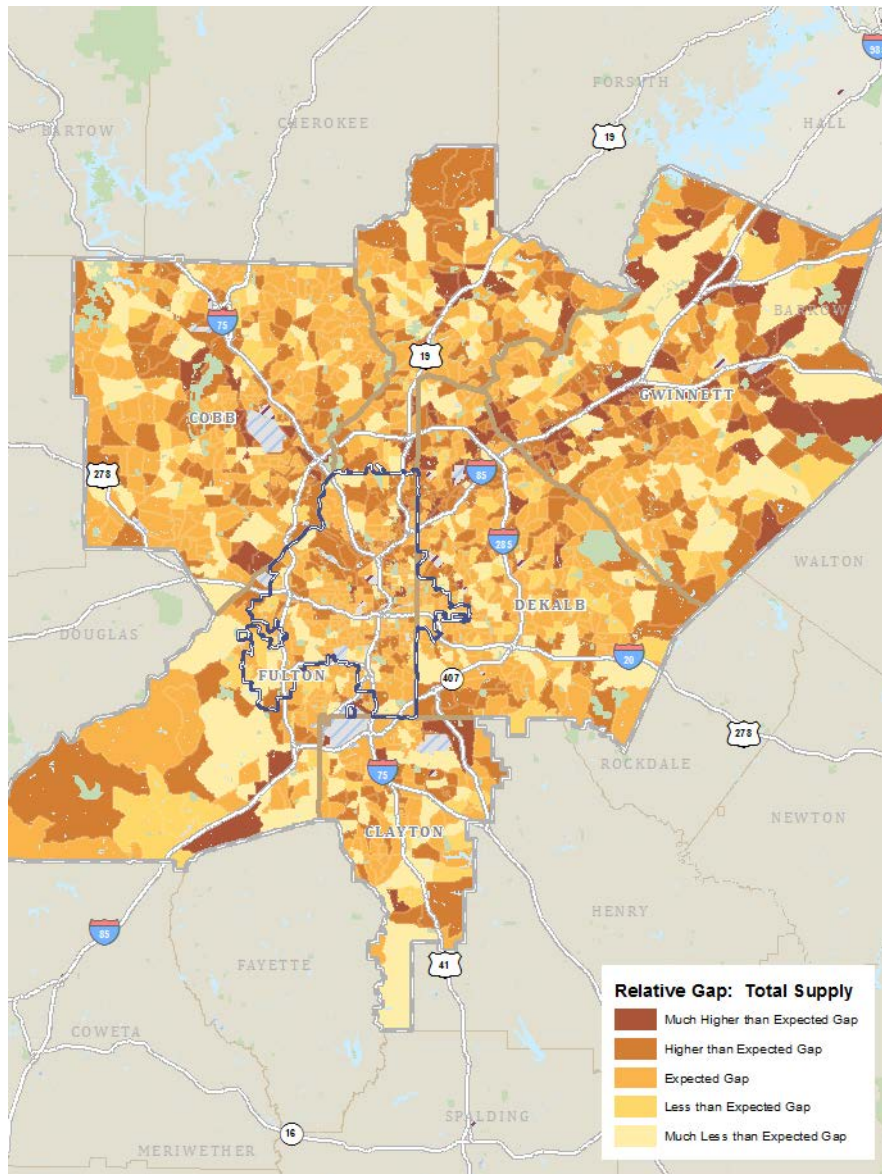 98
FORSYTH
BARTOW
CHEROKEE
HALL
19
75
19
BARROW
GWINNETT
COBB
278
85
285
WALTON
DEKALB
DOUGLAS
20
FULTON
407
278
ROCKDALE
75
NEWTON
CLAYTON
HENRY
85
FAYETTE
41
COWETA
Relative Gap: Total Supply
Much Higher than Expected Gap
Higher than Expected Gap
Expected Gap
Less than Expected Gap
Much Less than Expected Gap
SPALDING
16
MERIWETHER